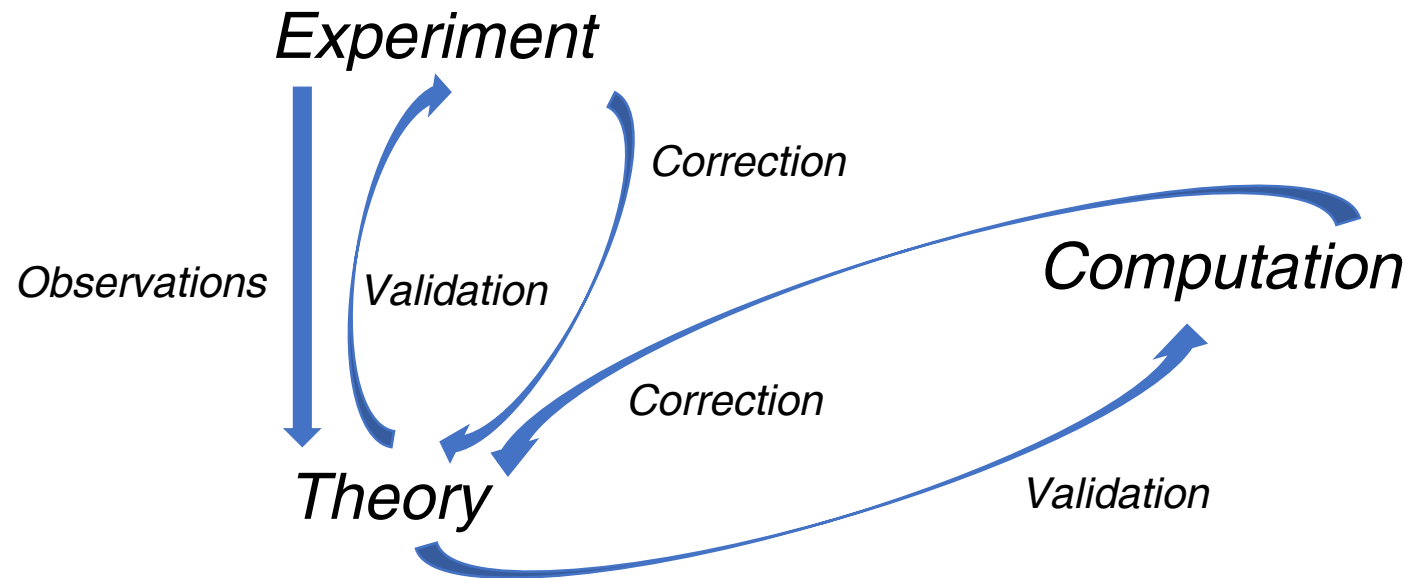 Experiment
Correction
Computation
Observations
Validation
Correction
Theory
Validation